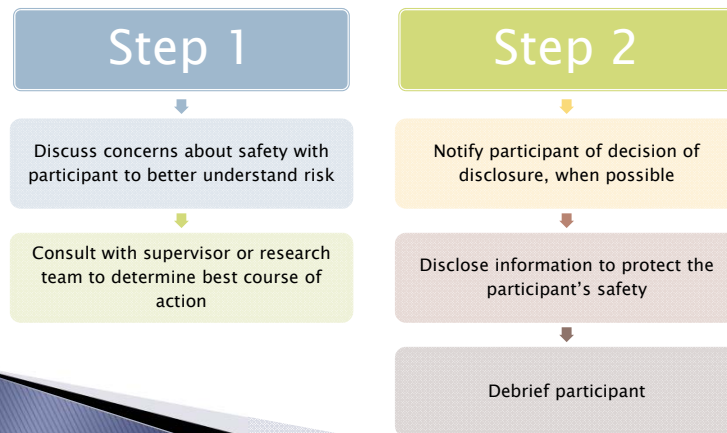 Step 1
Discuss concerns about safety with
participant to better understand risk
Consult with supervisor or research
team to determine best course of
action
Step 2
Notify participant of decision of
disclosure, when possible
Disclose information to protect the
participant’s safety
Debrief participant